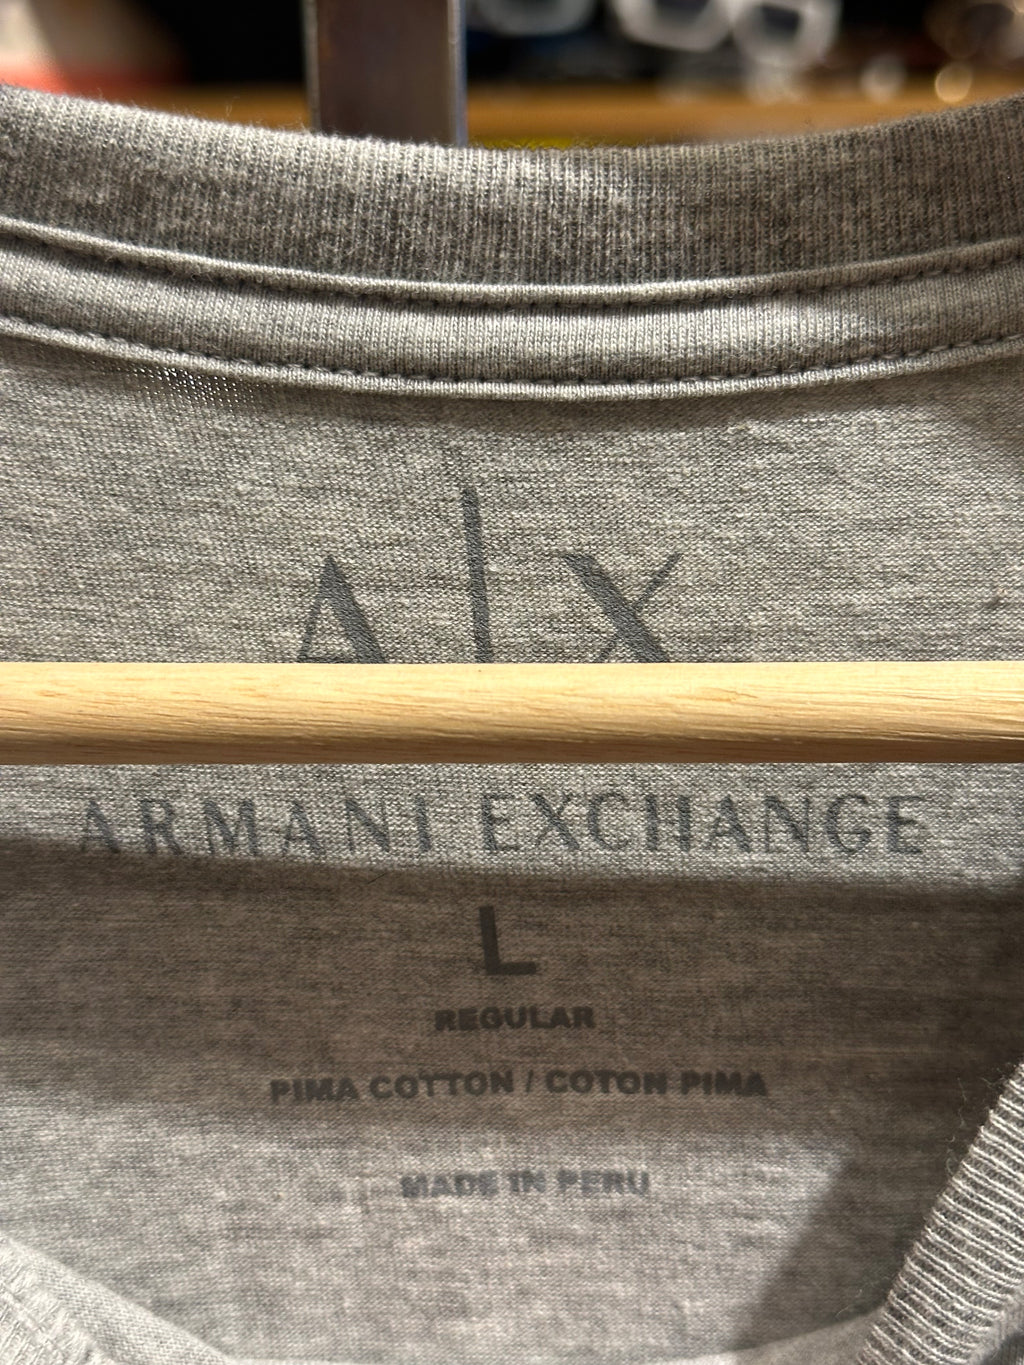 A|X
ARMANI EXCHANGE
L
REGULAR
PIMA COTTON / COTON PIMA
MADE IN PERU